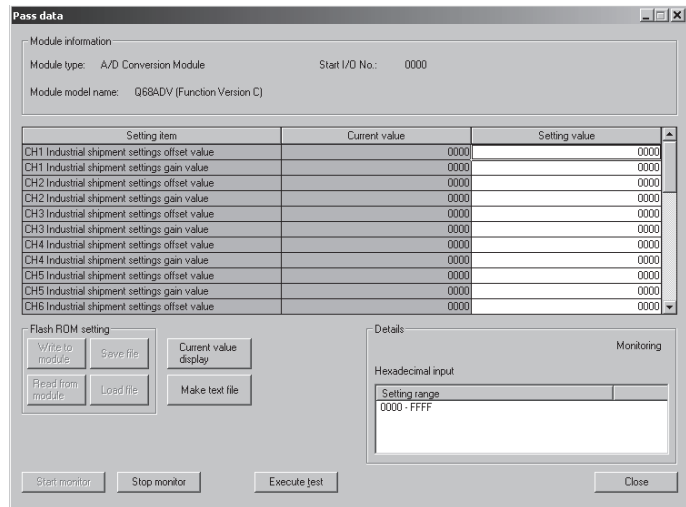 Pass data
Module information
Module type: A/D Conversion Module Start I/O No.: 0000
Module model name: Q68ADV (Function Version C)
Setting item Current value Setting value
CH1 Industrial shipment settings offset value 0000 0000
CH1 Industrial shipment settings gain value 0000 0000
CH2 Industrial shipment settings offset value 0000 0000
CH2 Industrial shipment settings gain value 0000 0000
CH3 Industrial shipment settings offset value 0000 0000
CH3 Industrial shipment settings gain value 0000 0000
CH4 Industrial shipment settings offset value 0000 0000
CH4 Industrial shipment settings gain value 0000 0000
CH5 Industrial shipment settings offset value 0000 0000
CH5 Industrial shipment settings gain value 0000 0000
CH6 Industrial shipment settings offset value 0000 0000
Flash ROM setting
Write to
module
Save file
Current value
display
Read from
module
Load file
Make text file
Details
Monitoring
Hexadecimal input
Setting range
0000 - FFFF
Start monitor Stop monitor Execute test Close